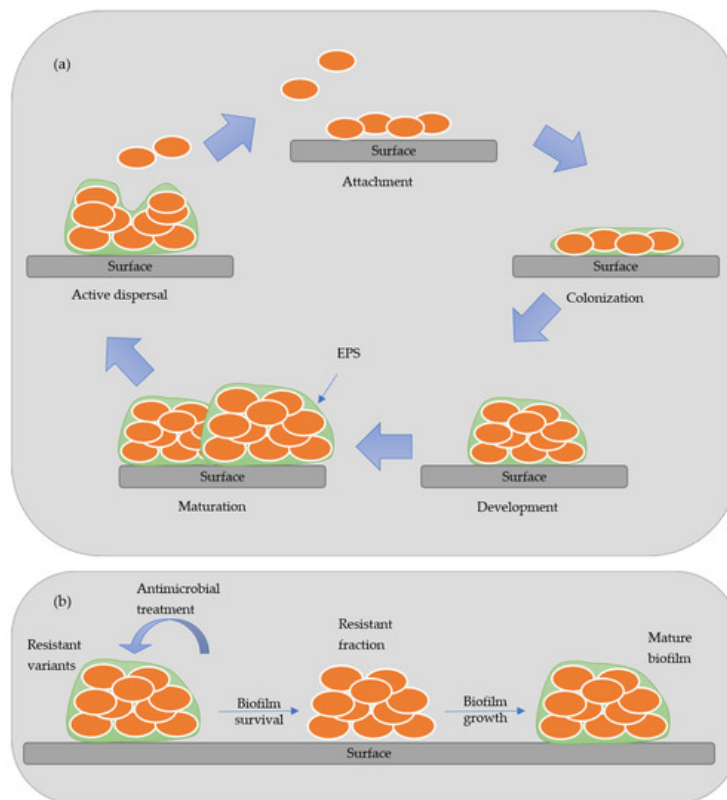 (a)
Surface
Attachment
Surface
Colonization
Surface
Active dispersal
EPS
Surface
Maturation
Surface
Development
(b)
Antimicrobial
treatment
Resistant
variants
Biofilm
survival
Resistant
fraction
Biofilm
growth
Mature
biofilm
Surface